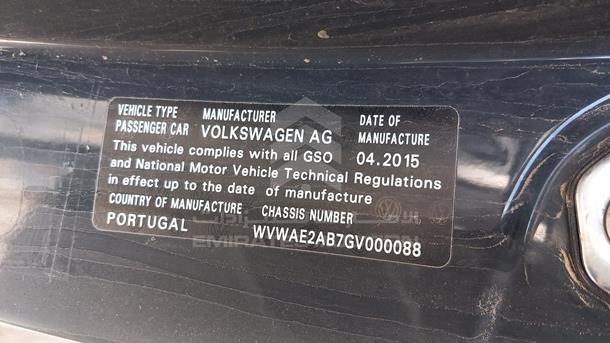 VEHICLE TYPE MANUFACTURER DATE OF
PASSENGER CAR VOLKSWAGEN AG MANUFACTURE
This vehicle complies with all GSO 04.2015
and National Motor Vehicle Technical Regulations
in effect up to the date of manufacture
COUNTRY OF MANUFACTURE CHASSIS NUMBER
PORTUGAL WVWAE2AB7GV000088